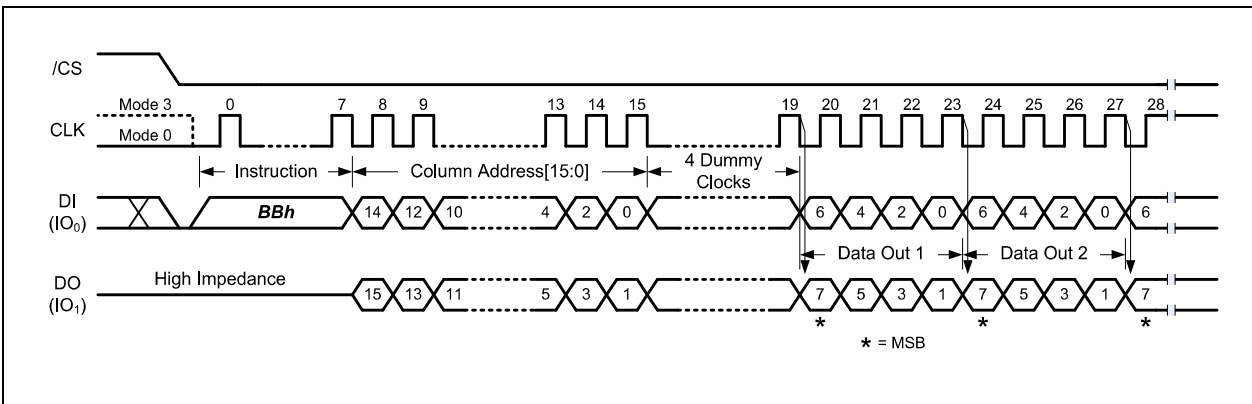 /CS
Mode 3 0 7 8 9 13 14 15 19 20 21 22 23 24 25 26 27 28
CLK
Mode 0
Instruction Column Address[15:0] 4 Dummy Clocks
DI
(IO0)
BBh 14 12 10 4 2 0 6 4 2 0 6 4 2 0 6
Data Out 1 Data Out 2
High Impedance
DO
(IO1)
15 13 11 5 3 1 7 5 3 1 7 5 3 1 7
* * *
* = MSB